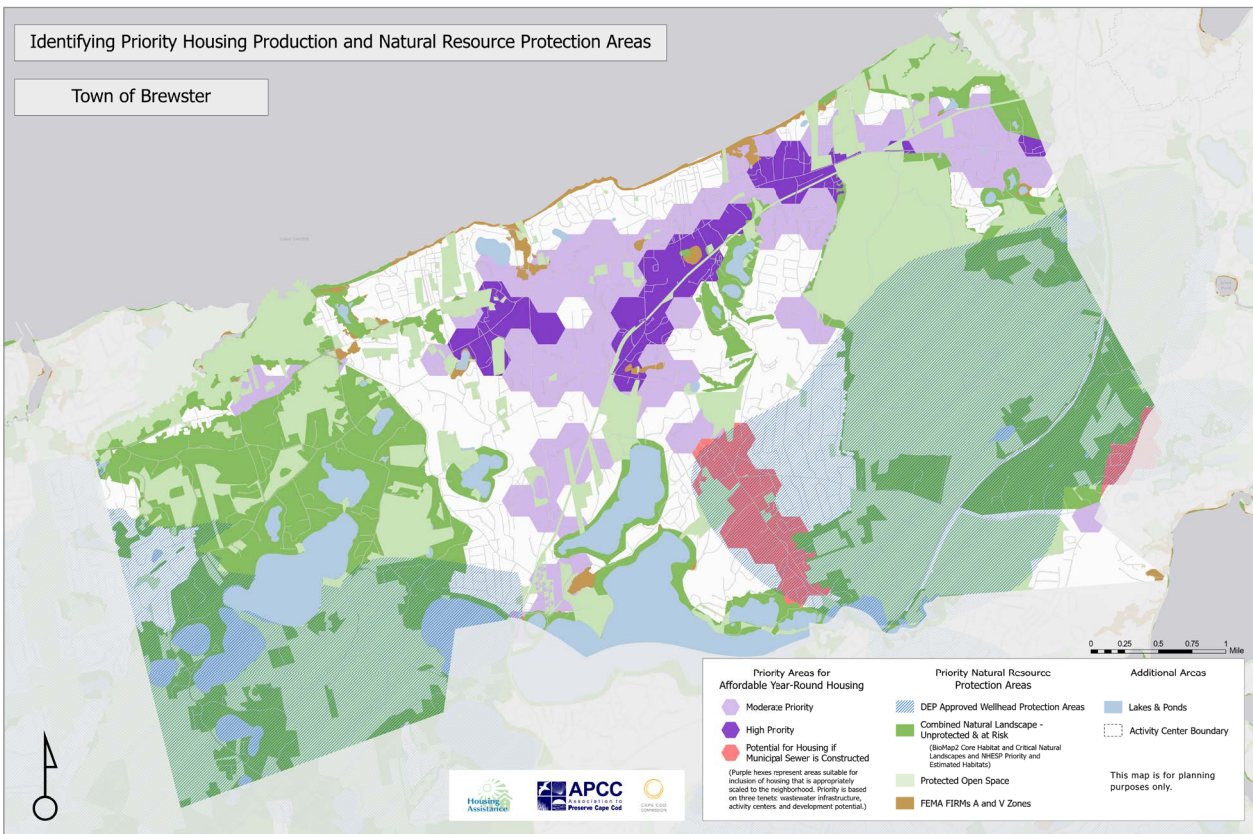 Identifying Priority Housing Production and Natural Resource Protection Areas
Town of Brewster
0 0.25 0.5 0.75 1
Mile
Priority Areas for
Affordable Year-Round Housing
Moderate Priority
High Priority
Potential for Housing if
Municipal Sewer is Constructed
(Purple hexes represent areas suitable for
inclusion of housing that is appropriately
scaled to the neighborhood. Priority is based
on three tenets: wastewater infrastructure,
activity centers and development potential.)
Priority Natural Resource
Protection Areas
DEP Approved Wellhead Protection Areas
Combined Natural Landscape -
Unprotected & at Risk
(BioMap2 Core Habitat and Critical Natural
Landscapes and NHESP Priority and
Estimated Habitats)
Protected Open Space
FEMA FIRMs A and V Zones
Additional Areas
Lakes & Ponds
Activity Center Boundary
This map is for planning
purposes only.
Housing
Assistance
APCC
Association to
Preserve Cape Cod
CAPE COD
COMMISSION